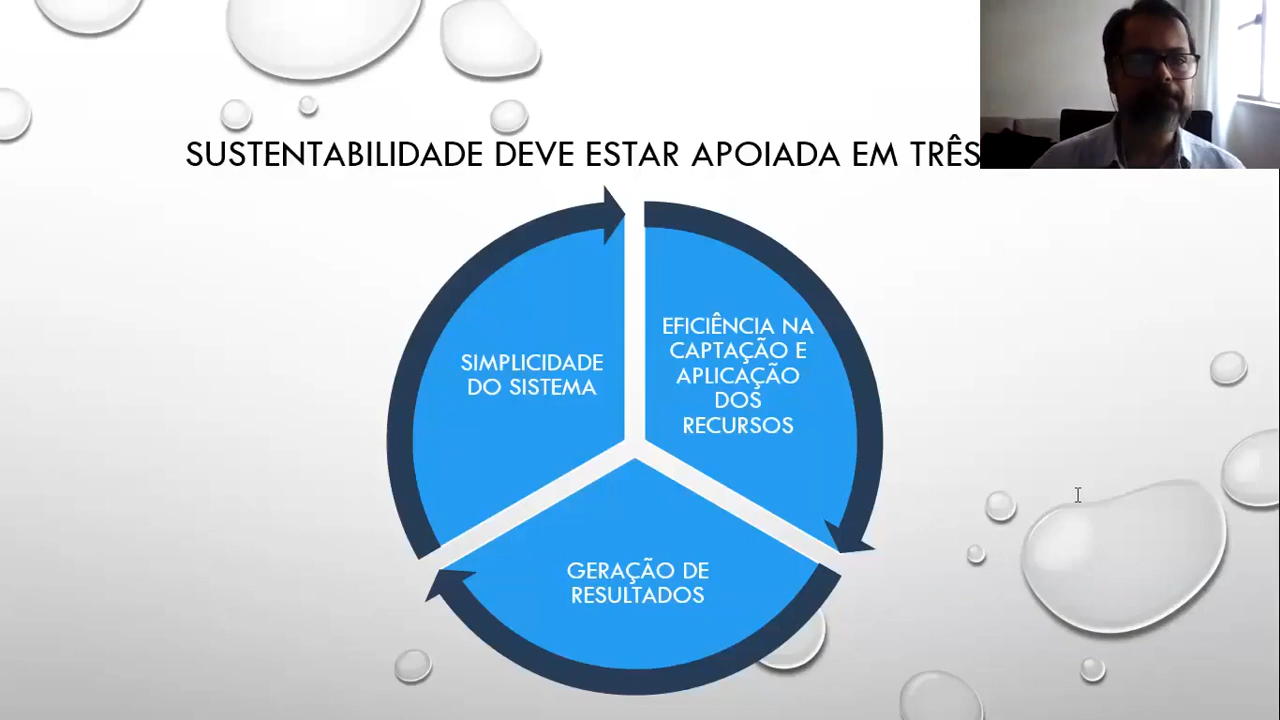 SUSTENTABILIDADE DEVE ESTAR APOIADA EM TRÊS
SIMPLICIDADE
DO SISTEMA
EFICIÊNCIA NA
CAPTAÇÃO E
APLICAÇÃO
DOS
RECURSOS
GERAÇÃO DE
RESULTADOS